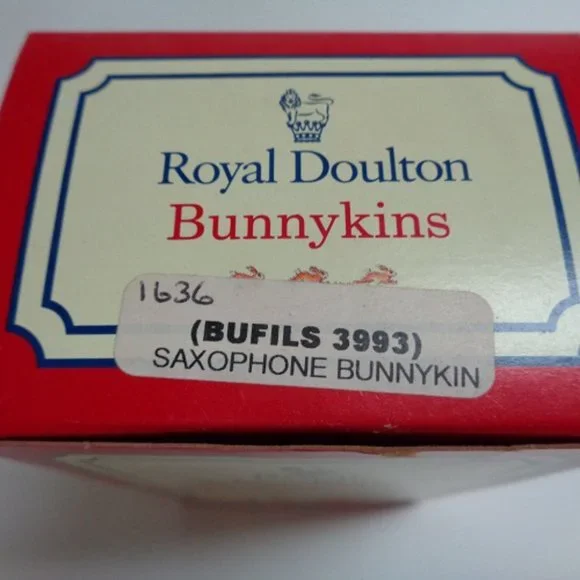 Royal Doulton
Bunnykins
1636
(BUFILS 3993)
SAXOPHONE BUNNYKIN